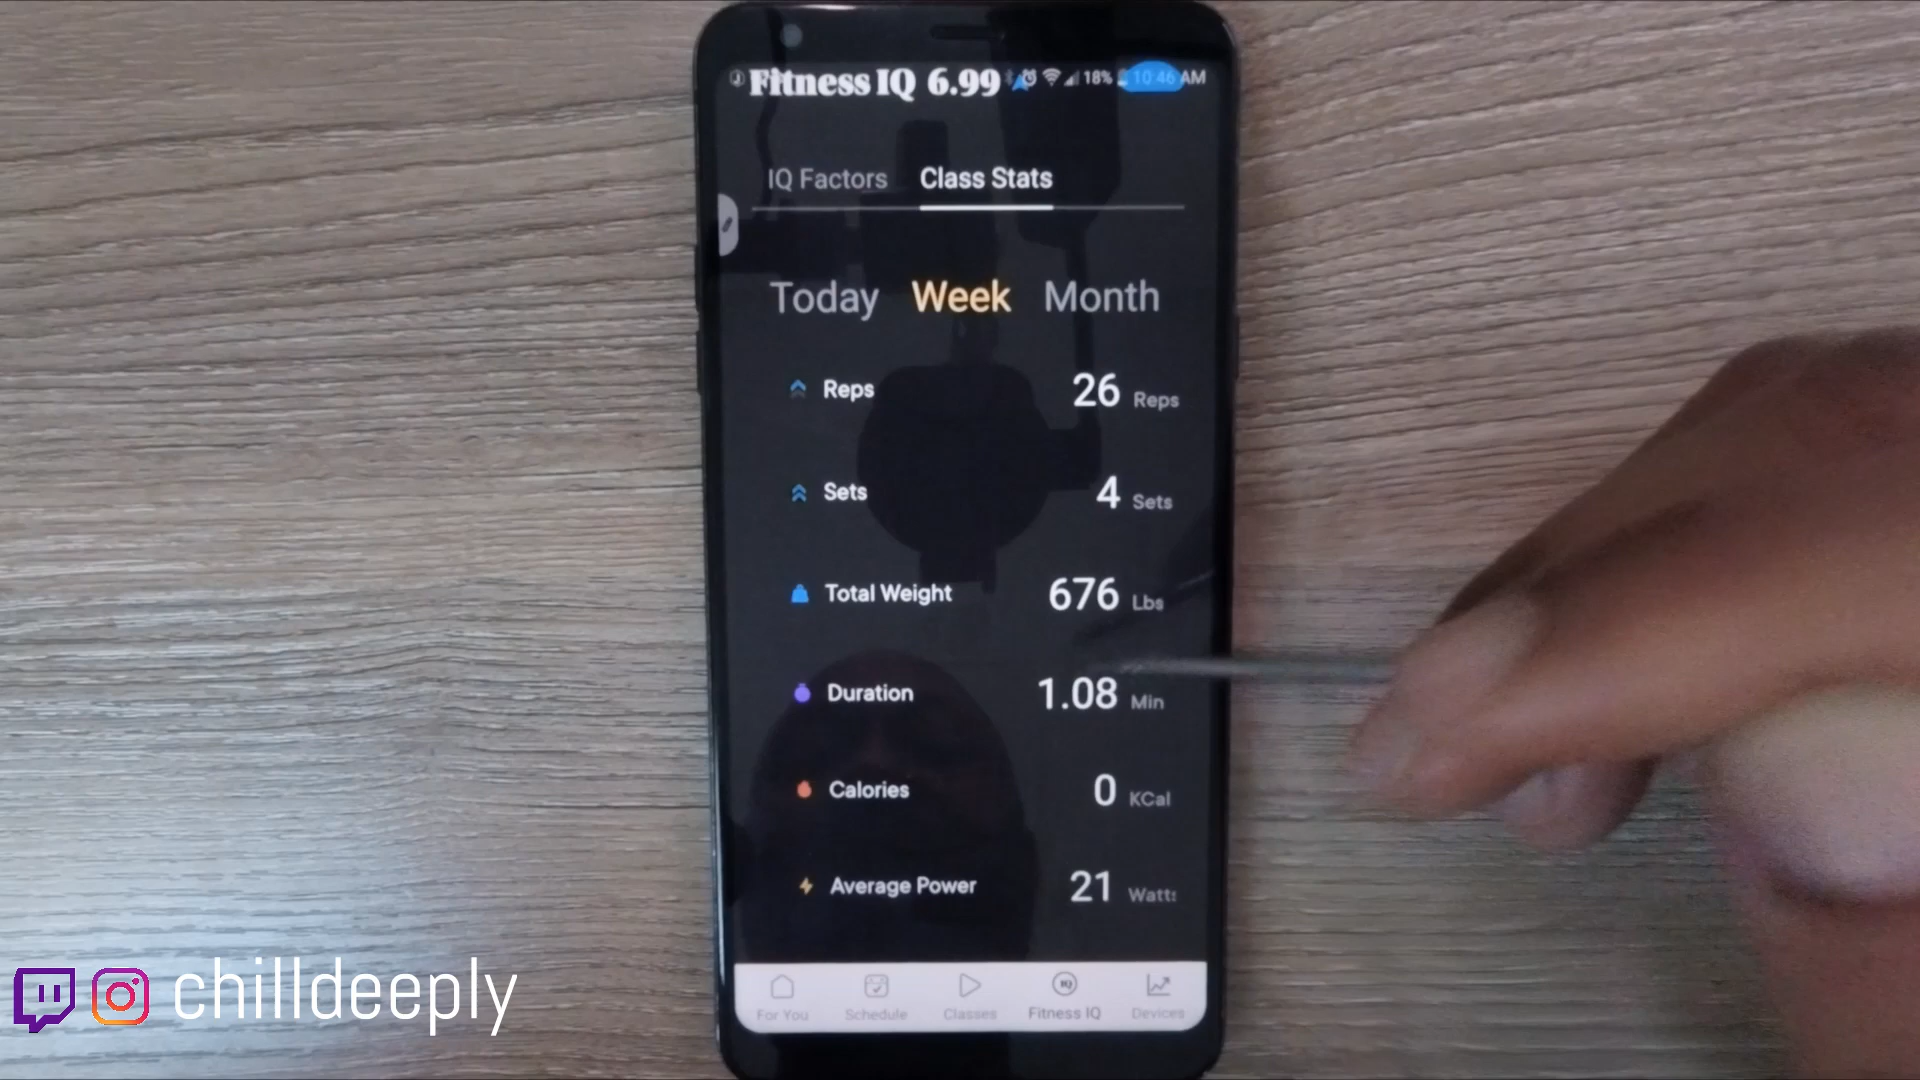 Fitness IQ 6.99 18% 10:46 AM
IQ Factors Class Stats
Today Week Month
Reps 26 Reps
Sets 4 Sets
Total Weight 676 Lbs
Duration 1.08 Min
Calories 0 KCal
Average Power 21 Watts
For You Schedule Classes Fitness IQ Devices
chilldeeply